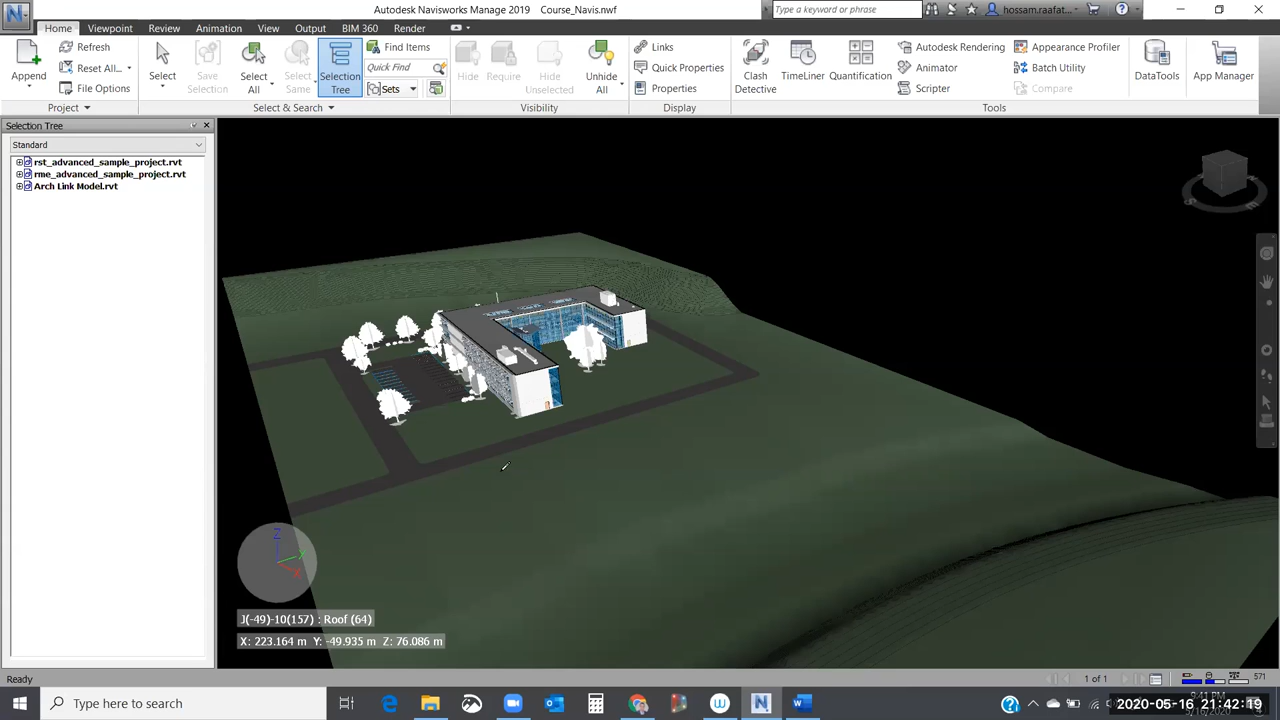 Autodesk Navisworks Manage 2019 Course_Navis.nwf
Type a keyword or phrase
hossam.raafat...
Home Viewpoint Review Animation View Output BIM 360 Render
Append
Refresh
Reset All...
File Options
Project
Select
Save Selection
Select All
Select Same
Selection Tree
Find Items
Quick Find
Sets
Select & Search
Hide
Require
Hide Unselected
Unhide All
Visibility
Links
Quick Properties
Properties
Display
Clash Detective
TimeLiner
Quantification
Autodesk Rendering
Animator
Scripter
Appearance Profiler
Batch Utility
Compare
DataTools
App Manager
Tools
Selection Tree
Standard
rst_advanced_sample_project.rvt
rme_advanced_sample_project.rvt
Arch Link Model.rvt
Z
X
J(-49)-10(157) : Roof (64)
X: 223.164 m Y: -49.935 m Z: 76.086 m
Ready
1 of 1
571
Type here to search
2020-05-16 21:42:19